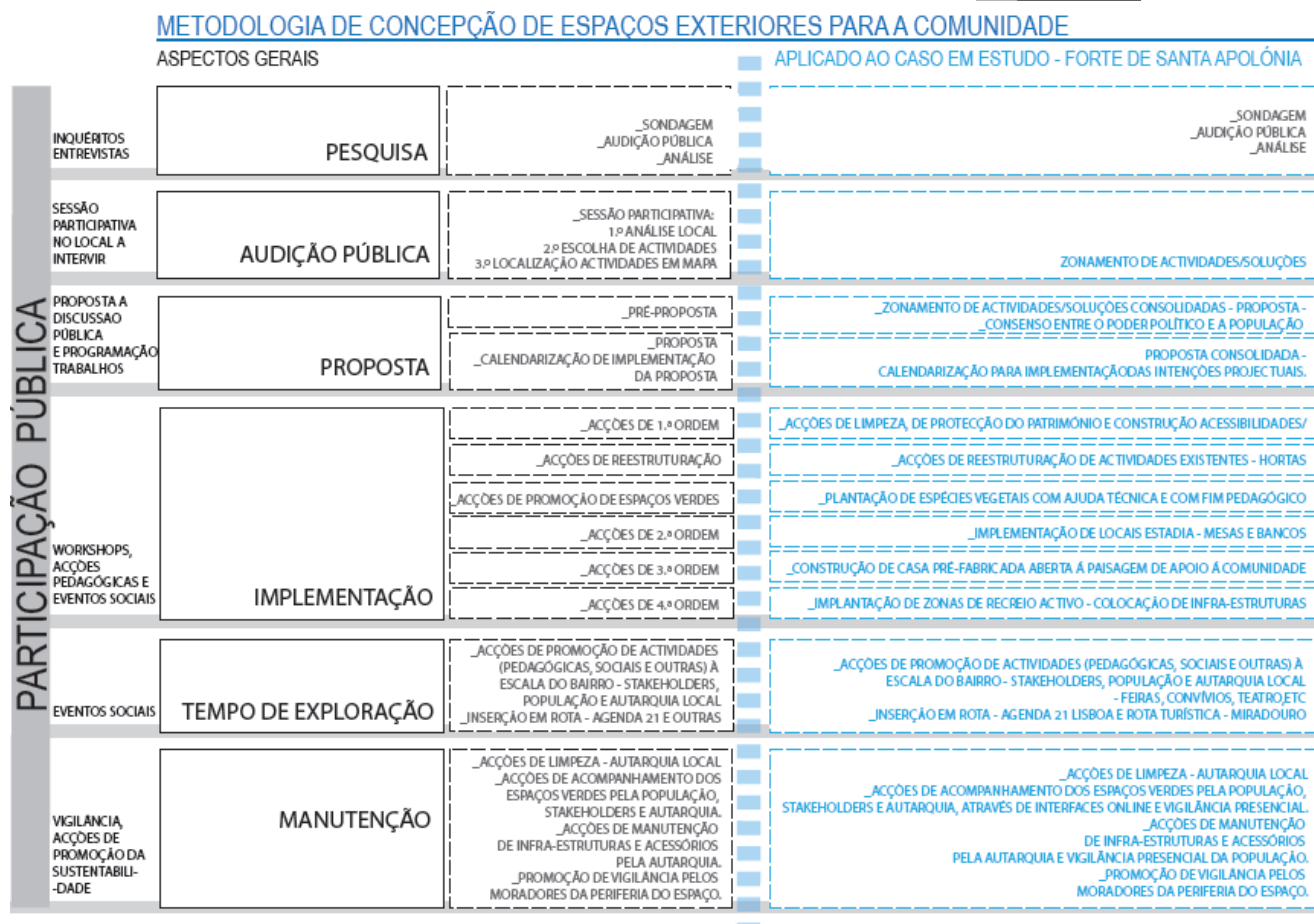 METODOLOGIA DE CONCEPÇÃO DE ESPAÇOS EXTERIORES PARA A COMUNIDADE
ASPECTOS GERAIS
APLICADO AO CASO EM ESTUDO - FORTE DE SANTA APOLÓNIA
PARTICIPAÇÃO PÚBLICA
INQUÉRITOS
ENTREVISTAS
PESQUISA
_SONDAGEM
_AUDIÇÃO PÚBLICA
_ANÁLISE
_SONDAGEM
_AUDIÇÃO PÚBLICA
_ANÁLISE
SESSÃO
PARTICIPATIVA
NO LOCAL A
INTERVIR
AUDIÇÃO PÚBLICA
_SESSÃO PARTICIPATIVA:
1.º ANÁLISE LOCAL
2.º ESCOLHA DE ACTIVIDADES
3.º LOCALIZAÇÃO ACTIVIDADES EM MAPA
ZONAMENTO DE ACTIVIDADES/SOLUÇÕES
PROPOSTA A
DISCUSSAO
PÚBLICA
E PROGRAMAÇÃO
TRABALHOS
PROPOSTA
_PRÉ-PROPOSTA
_PROPOSTA
_CALENDARIZAÇÃO DE IMPLEMENTAÇÃO
DA PROPOSTA
_ZONAMENTO DE ACTIVIDADES/SOLUÇÕES CONSOLIDADAS - PROPOSTA -
_CONSENSO ENTRE O PODER POLÍTICO E A POPULAÇÃO
PROPOSTA CONSOLIDADA -
CALENDARIZAÇÃO PARA IMPLEMENTAÇÃODAS INTENÇÕES PROJECTUAIS.
WORKSHOPS,
ACÇÕES
PEDAGÓGICAS E
EVENTOS SOCIAIS
IMPLEMENTAÇÃO
_ACÇÕES DE 1.ª ORDEM
_ACÇÕES DE LIMPEZA, DE PROTECÇÃO DO PATRIMÓNIO E CONSTRUÇÃO ACESSIBILIDADES/
_ACÇÕES DE REESTRUTURAÇÃO
_ACÇÕES DE REESTRUTURAÇÃO DE ACTIVIDADES EXISTENTES - HORTAS
_ACÇÕES DE PROMOÇÃO DE ESPAÇOS VERDES
_PLANTAÇÃO DE ESPÉCIES VEGETAIS COM AJUDA TÉCNICA E COM FIM PEDAGÓGICO
_ACÇÕES DE 2.ª ORDEM
_IMPLEMENTAÇÃO DE LOCAIS ESTADIA - MESAS E BANCOS
_ACÇÕES DE 3.ª ORDEM
_CONSTRUÇÃO DE CASA PRÉ-FABRICADA ABERTA Á PAISAGEM DE APOIO Á COMUNIDADE
_ACÇÕES DE 4.ª ORDEM
_IMPLANTAÇÃO DE ZONAS DE RECREIO ACTIVO - COLOCAÇÃO DE INFRA-ESTRUTURAS
EVENTOS SOCIAIS
TEMPO DE EXPLORAÇÃO
_ACÇÕES DE PROMOÇÃO DE ACTIVIDADES
(PEDAGÓGICAS, SOCIAIS E OUTRAS) À
ESCALA DO BAIRRO - STAKEHOLDERS,
POPULAÇÃO E AUTARQUIA LOCAL
_INSERÇÃO EM ROTA - AGENDA 21 E OUTRAS
_ACÇÕES DE PROMOÇÃO DE ACTIVIDADES (PEDAGÓGICAS, SOCIAIS E OUTRAS) À
ESCALA DO BAIRRO - STAKEHOLDERS, POPULAÇÃO E AUTARQUIA LOCAL
- FEIRAS, CONVÍVIOS, TEATRO,ETC
_INSERÇÃO EM ROTA - AGENDA 21 LISBOA E ROTA TURÍSTICA - MIRADOURO
VIGILANCIA,
ACÇÕES DE
PROMOÇÃO DA
SUSTENTABILI-
-DADE
MANUTENÇÃO
_ACÇÕES DE LIMPEZA - AUTARQUIA LOCAL
_ACÇÕES DE ACOMPANHAMENTO DOS
ESPAÇOS VERDES PELA POPULAÇÃO,
STAKEHOLDERS E AUTARQUIA.
_ACÇÕES DE MANUTENÇÃO
DE INFRA-ESTRUTURAS E ACESSÓRIOS
PELA AUTARQUIA.
_PROMOÇÃO DE VIGILÂNCIA PELOS
MORADORES DA PERIFERIA DO ESPAÇO.
_ACÇÕES DE LIMPEZA - AUTARQUIA LOCAL
_ACÇÕES DE ACOMPANHAMENTO DOS ESPAÇOS VERDES PELA POPULAÇÃO,
STAKEHOLDERS E AUTARQUIA, ATRAVÉS DE INTERFACES ONLINE E VIGILÂNCIA PRESENCIAL.
_ACÇÕES DE MANUTENÇÃO
DE INFRA-ESTRUTURAS E ACESSÓRIOS
PELA AUTARQUIA E VIGILÂNCIA PRESENCIAL DA POPULAÇÃO.
_PROMOÇÃO DE VIGILÂNCIA PELOS
MORADORES DA PERIFERIA DO ESPAÇO.